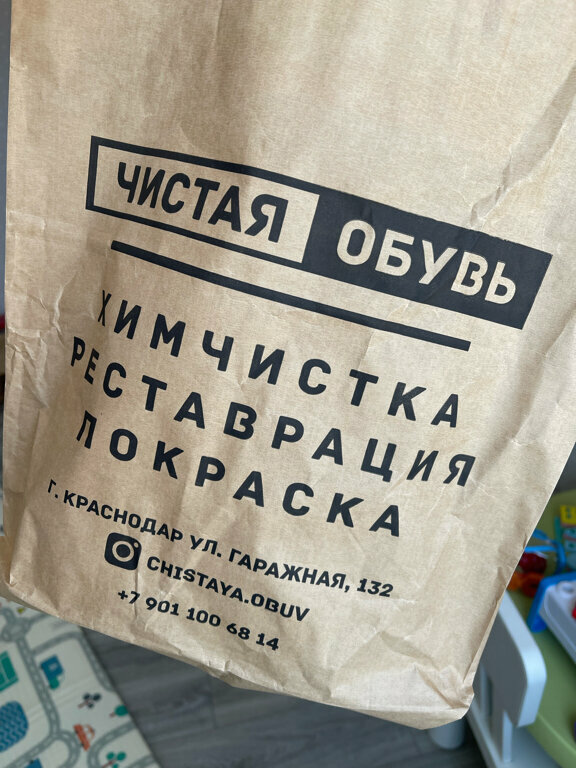 ЧИСТАЯ ОБУВЬ
ХИМЧИСТКА
РЕСТАВРАЦИЯ
ПОКРАСКА
Г. КРАСНОДАР УЛ. ГАРАЖНАЯ, 132
CHISTAYA.OBUV
+7 901 100 68 14